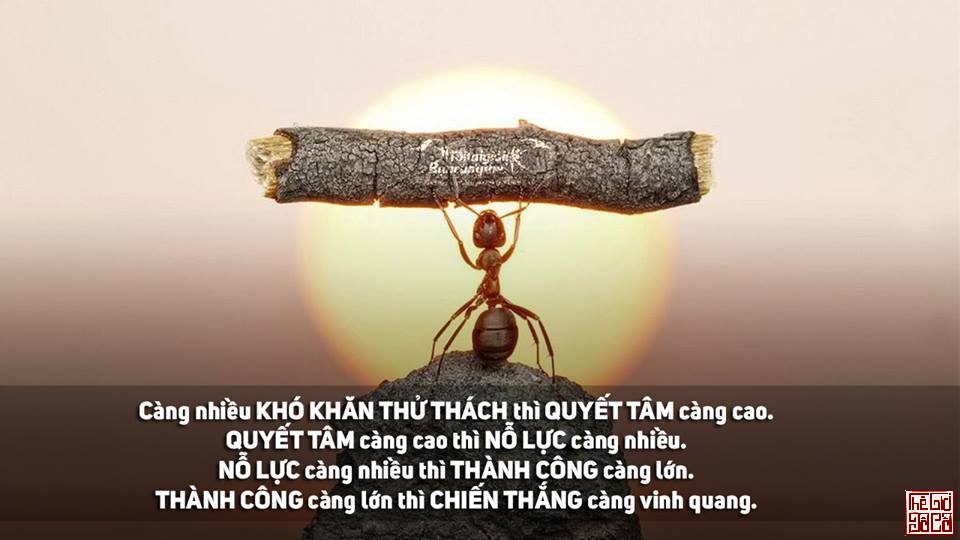 Càng nhiều KHÓ KHĂN THỬ THÁCH thì QUYẾT TÂM càng cao.
QUYẾT TÂM càng cao thì NỖ LỰC càng nhiều.
NỖ LỰC càng nhiều thì THÀNH CÔNG càng lớn.
THÀNH CÔNG càng lớn thì CHIẾN THẮNG càng vinh quang.